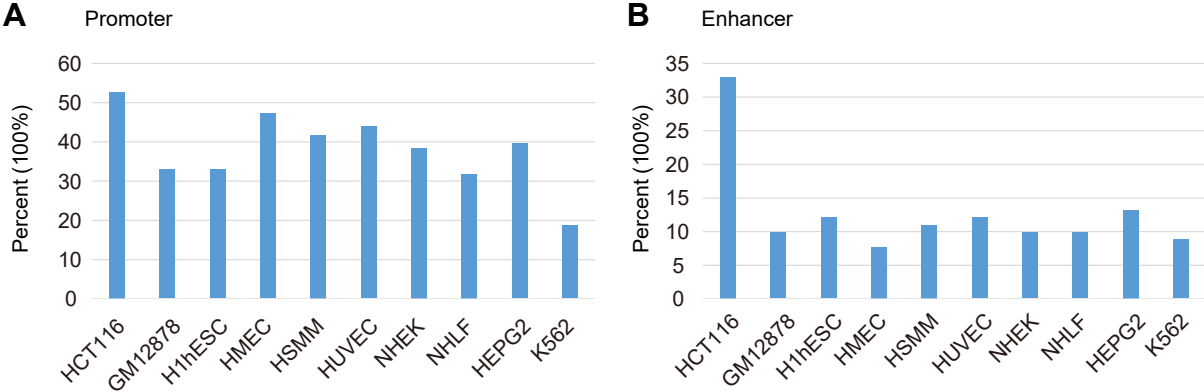 A Promoter
Percent (100%)
60
50
40
30
20
10
0
HCT116
GM12878
H1hESC
HMEC
HSMM
HUVEC
NHEK
NHLF
HEPG2
K562
B Enhancer
Percent (100%)
35
30
25
20
15
10
5
0
HCT116
GM12878
H1hESC
HMEC
HSMM
HUVEC
NHEK
NHLF
HEPG2
K562